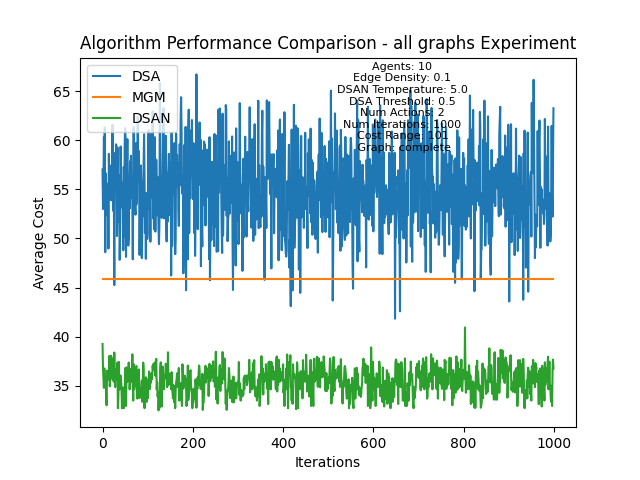 Algorithm Performance Comparison - all graphs Experiment
DSA
MGM
DSAN
Agents: 10
Edge Density: 0.1
DSAN Temperature: 5.0
DSA Threshold: 0.5
Num Actions: 2
Num Iterations: 1000
Cost Range: 101
Graph: complete
Average Cost
65
60
55
50
45
40
35
0 200 400 600 800 1000
Iterations